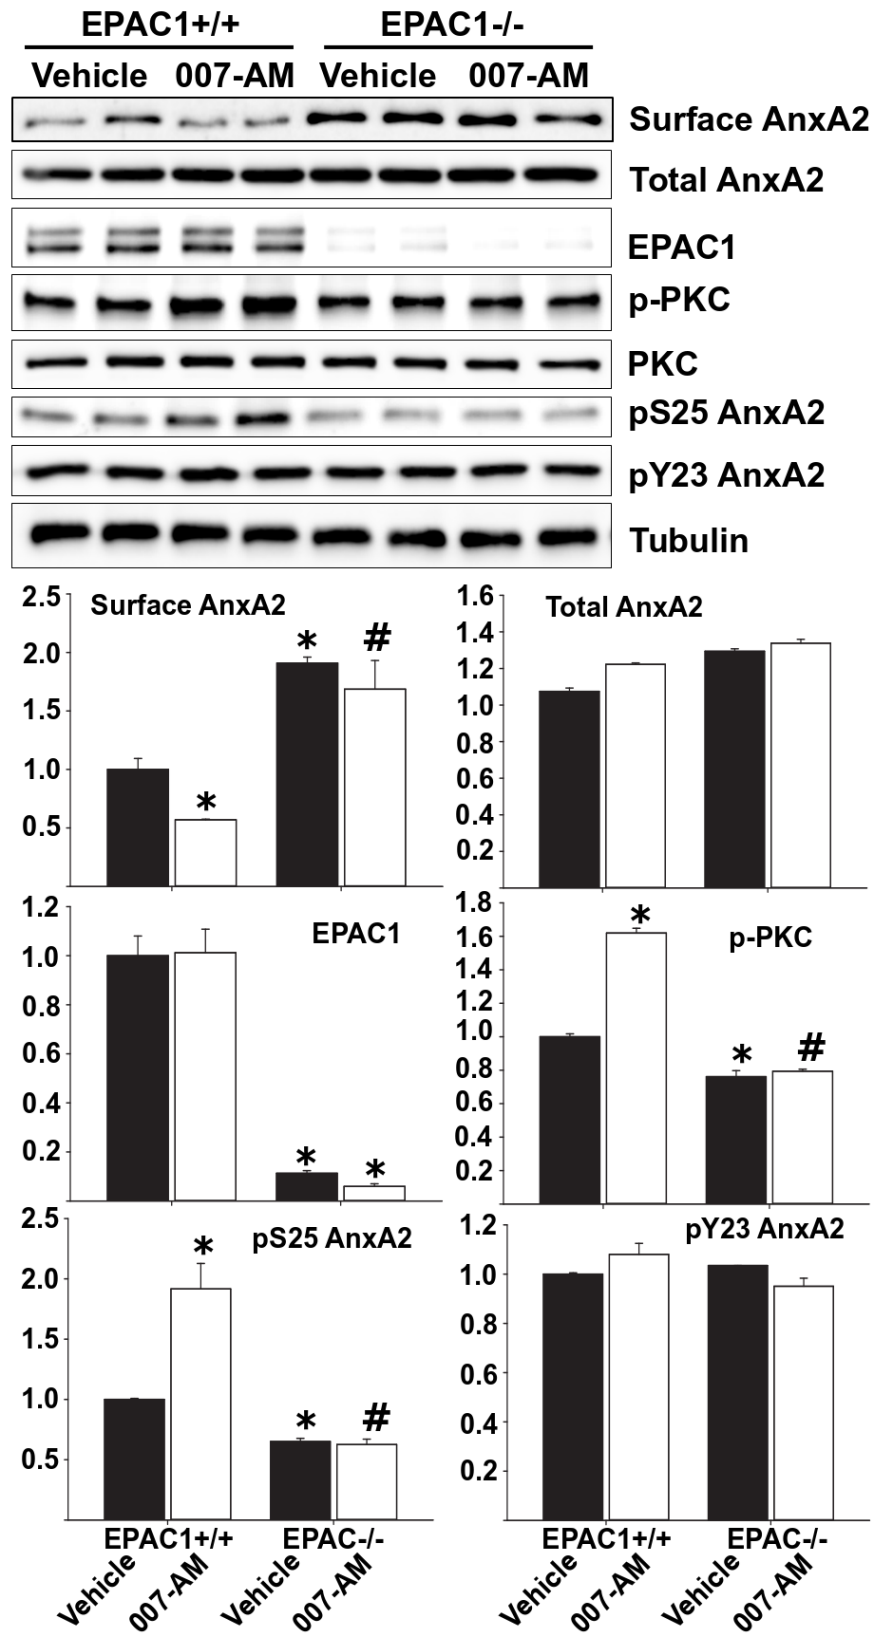 EPAC1+/+ EPAC1-/-
Vehicle 007-AM Vehicle 007-AM
Surface AnxA2
Total AnxA2
EPAC1
p-PKC
PKC
pS25 AnxA2
pY23 AnxA2
Tubulin
Surface AnxA2
2.5
2.0
1.5
1.0
0.5
*
*
#
Total AnxA2
1.6
1.4
1.2
1.0
0.8
0.6
0.4
0.2
EPAC1
1.2
1.0
0.8
0.6
0.4
0.2
*
*
p-PKC
1.8
1.6
1.4
1.2
1.0
0.8
0.6
0.4
0.2
*
*
#
pS25 AnxA2
2.5
2.0
1.5
1.0
0.5
*
*
#
EPAC1+/+ EPAC-/-
Vehicle
007-AM
Vehicle
007-AM
pY23 AnxA2
1.2
1.0
0.8
0.6
0.4
0.2
EPAC1+/+ EPAC-/-
Vehicle
007-AM
Vehicle
007-AM